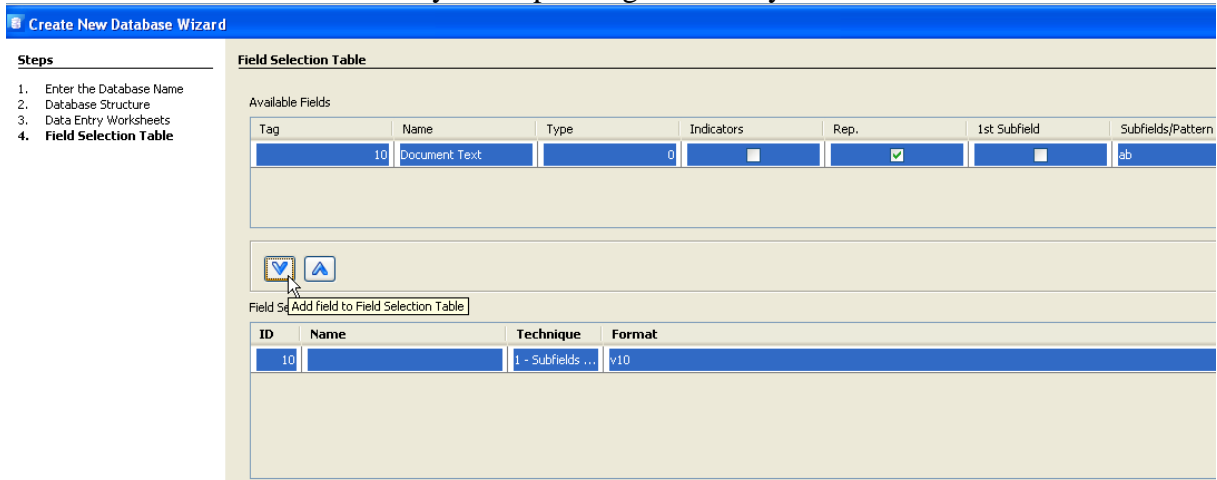 Create New Database Wizard
Steps
1. Enter the Database Name
2. Database Structure
3. Data Entry Worksheets
4. Field Selection Table
Field Selection Table
Available Fields
Tag Name Type Indicators Rep. 1st Subfield Subfields/Pattern
10 Document Text 0 ab
Field Se
Add field to Field Selection Table
ID Name Technique Format
10 1 - Subfields ... v10